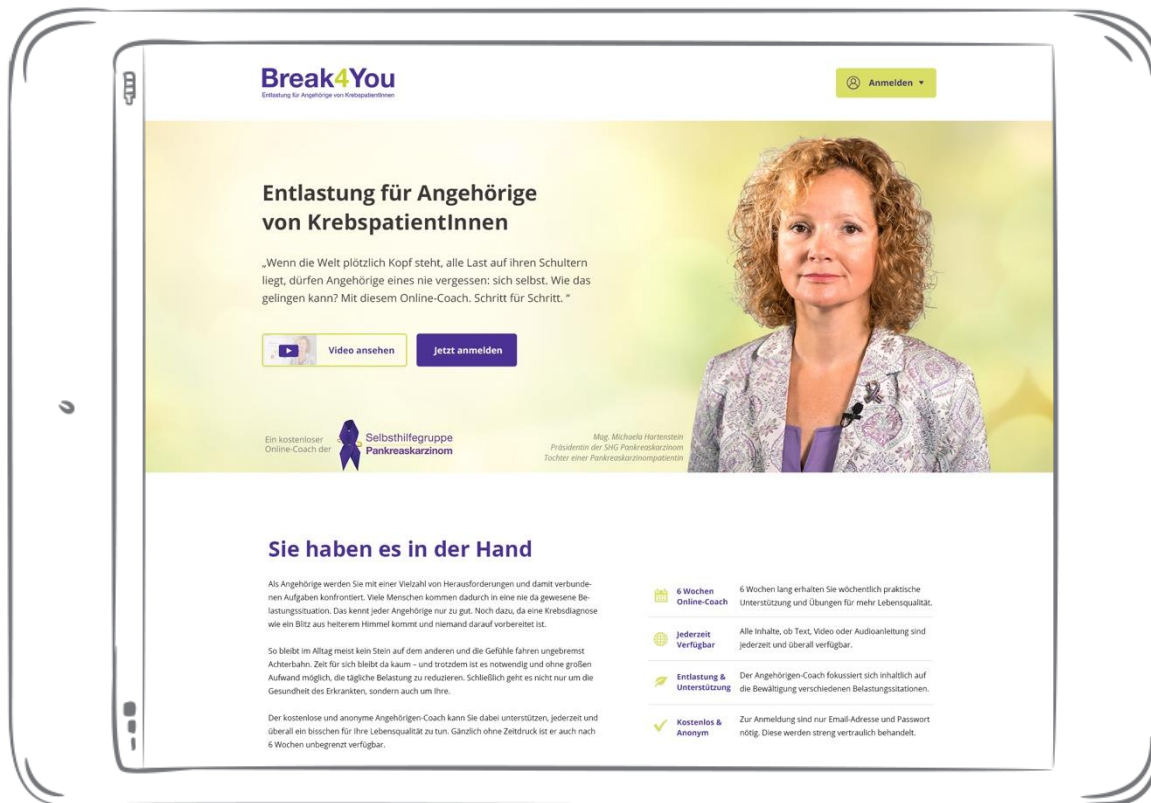 Break4You
Entlastung für Angehörige von KrebspatientInnen
Anmelden
Entlastung für Angehörige
von KrebspatientInnen
„Wenn die Welt plötzlich Kopf steht, alle Last auf ihren Schultern
liegt, dürfen Angehörige eines nie vergessen: sich selbst. Wie das
gelingen kann? Mit diesem Online-Coach. Schritt für Schritt. “
Video ansehen
Jetzt anmelden
Ein kostenloser
Online-Coach der
Selbsthilfegruppe
Pankreaskarzinom
Mag. Michaela Hartenstein
Präsidentin der SHG Pankreaskarzinom
Tochter einer Pankreaskarzinompatientin
Sie haben es in der Hand
Als Angehörige werden Sie mit einer Vielzahl von Herausforderungen und damit verbunde-
nen Aufgaben konfrontiert. Viele Menschen kommen dadurch in eine nie da gewesene Be-
lastungssituation. Das kennt jeder Angehörige nur zu gut. Noch dazu, da eine Krebsdiagnose
wie ein Blitz aus heiterem Himmel kommt und niemand darauf vorbereitet ist.
So bleibt im Alltag meist kein Stein auf dem anderen und die Gefühle fahren ungebremst
Achterbahn. Zeit für sich bleibt da kaum – und trotzdem ist es notwendig und ohne großen
Aufwand möglich, die tägliche Belastung zu reduzieren. Schließlich geht es nicht nur um die
Gesundheit des Erkrankten, sondern auch um Ihre.
Der kostenlose und anonyme Angehörigen-Coach kann Sie dabei unterstützen, jederzeit und
überall ein bisschen für Ihre Lebensqualität zu tun. Gänzlich ohne Zeitdruck ist er auch nach
6 Wochen unbegrenzt verfügbar.
6 Wochen
Online-Coach
6 Wochen lang erhalten Sie wöchentlich praktische
Unterstützung und Übungen für mehr Lebensqualität.
Jederzeit
Verfügbar
Alle Inhalte, ob Text, Video oder Audioanleitung sind
jederzeit und überall verfügbar.
Entlastung &
Unterstützung
Der Angehörigen-Coach fokussiert sich inhaltlich auf
die Bewältigung verschiedenen Belastungssitationen.
Kostenlos &
Anonym
Zur Anmeldung sind nur Email-Adresse und Passwort
nötig. Diese werden streng vertraulich behandelt.